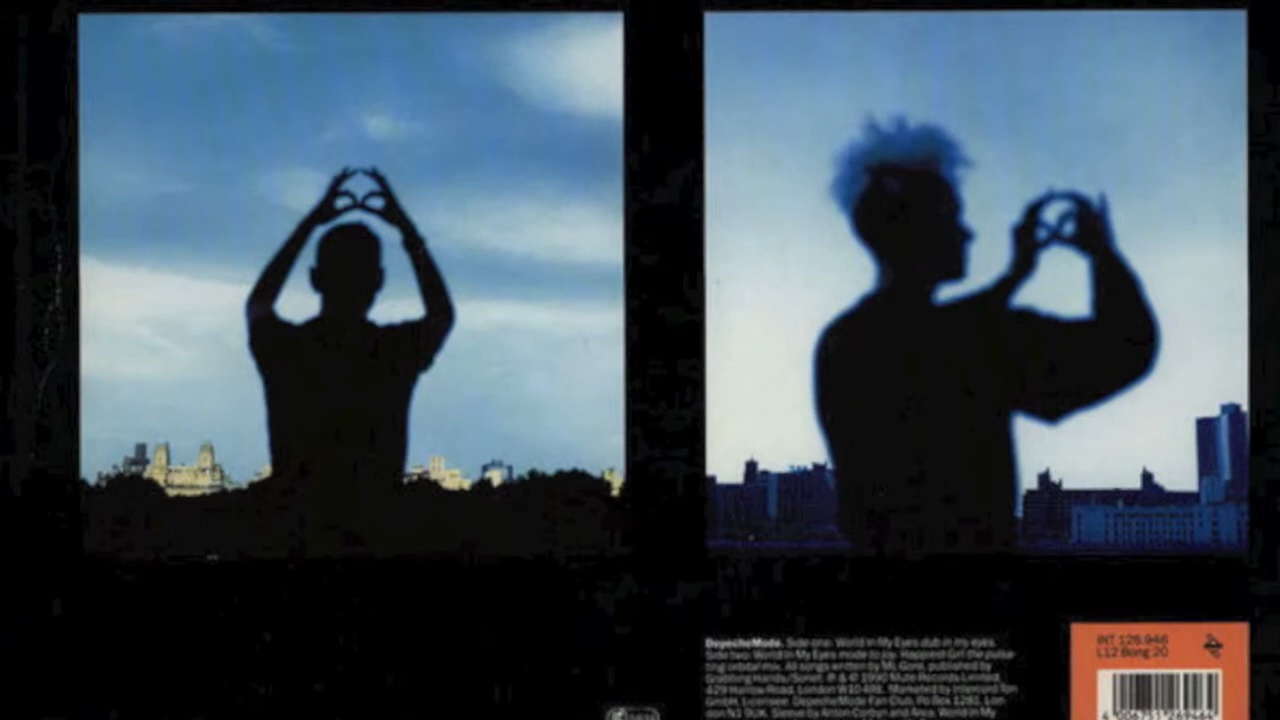 DepecheMode. Side one: World In My Eyes dub in my eyes.
Side two: World In My Eyes mode to joy. Happiest Girl the pulsa-
ting orbital mix. All songs written by M L Gore, published by
Grabbing Hands/Sonet. ℗ & © 1990 Mute Records Limited,
429 Harrow Road, London W10 4RE. Marketed by Intercord Ton
GmbH. Licensee. DepecheMode Fan Club, Po Box 1281, Lon-
don N1 9UX. Sleeve by Anton Corbijn and Area. World In My
INT 126.946
L12 Bong 20